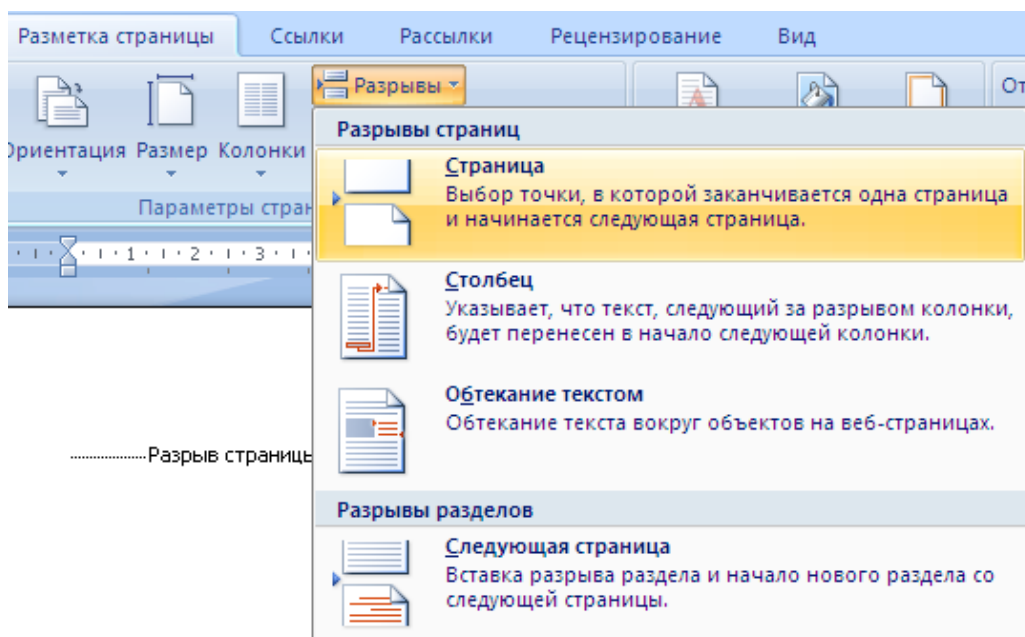 Разметка страницы Ссылки Рассылки Рецензирование Вид
Разрывы
Ориентация Размер Колонки
Параметры стран
1 2 3
Разрывы страниц
Страница
Выбор точки, в которой заканчивается одна страница
и начинается следующая страница.
Столбец
Указывает, что текст, следующий за разрывом колонки,
будет перенесен в начало следующей колонки.
Обтекание текстом
Обтекание текста вокруг объектов на веб-страницах.
Разрыв страницы
Разрывы разделов
Следующая страница
Вставка разрыва раздела и начало нового раздела со
следующей страницы.